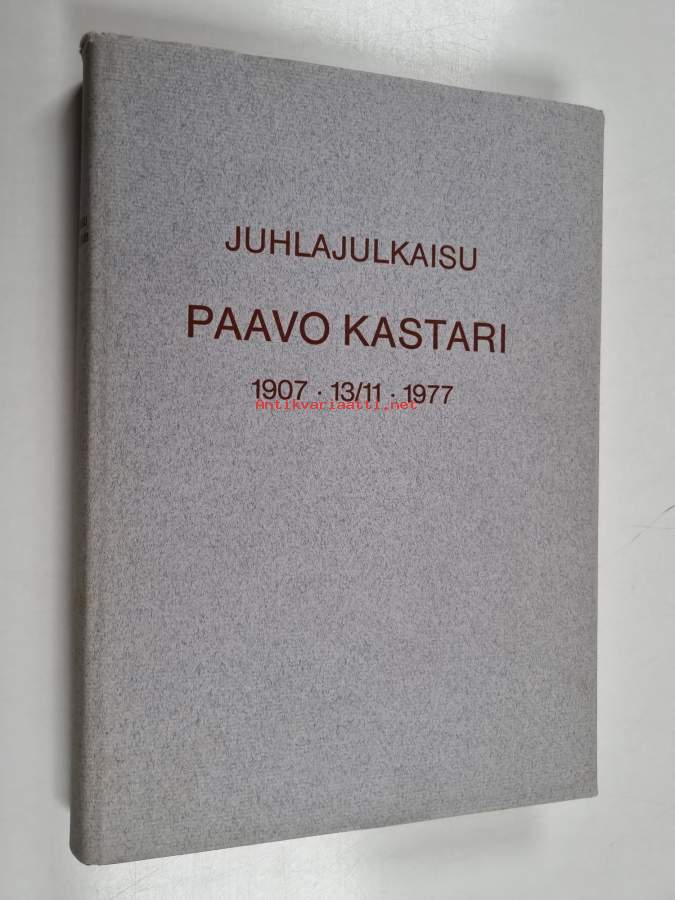 JUHLAJULKAISU
PAAVO KASTARI
1907 · 13/11 · 1977
Antikvariaatti.net